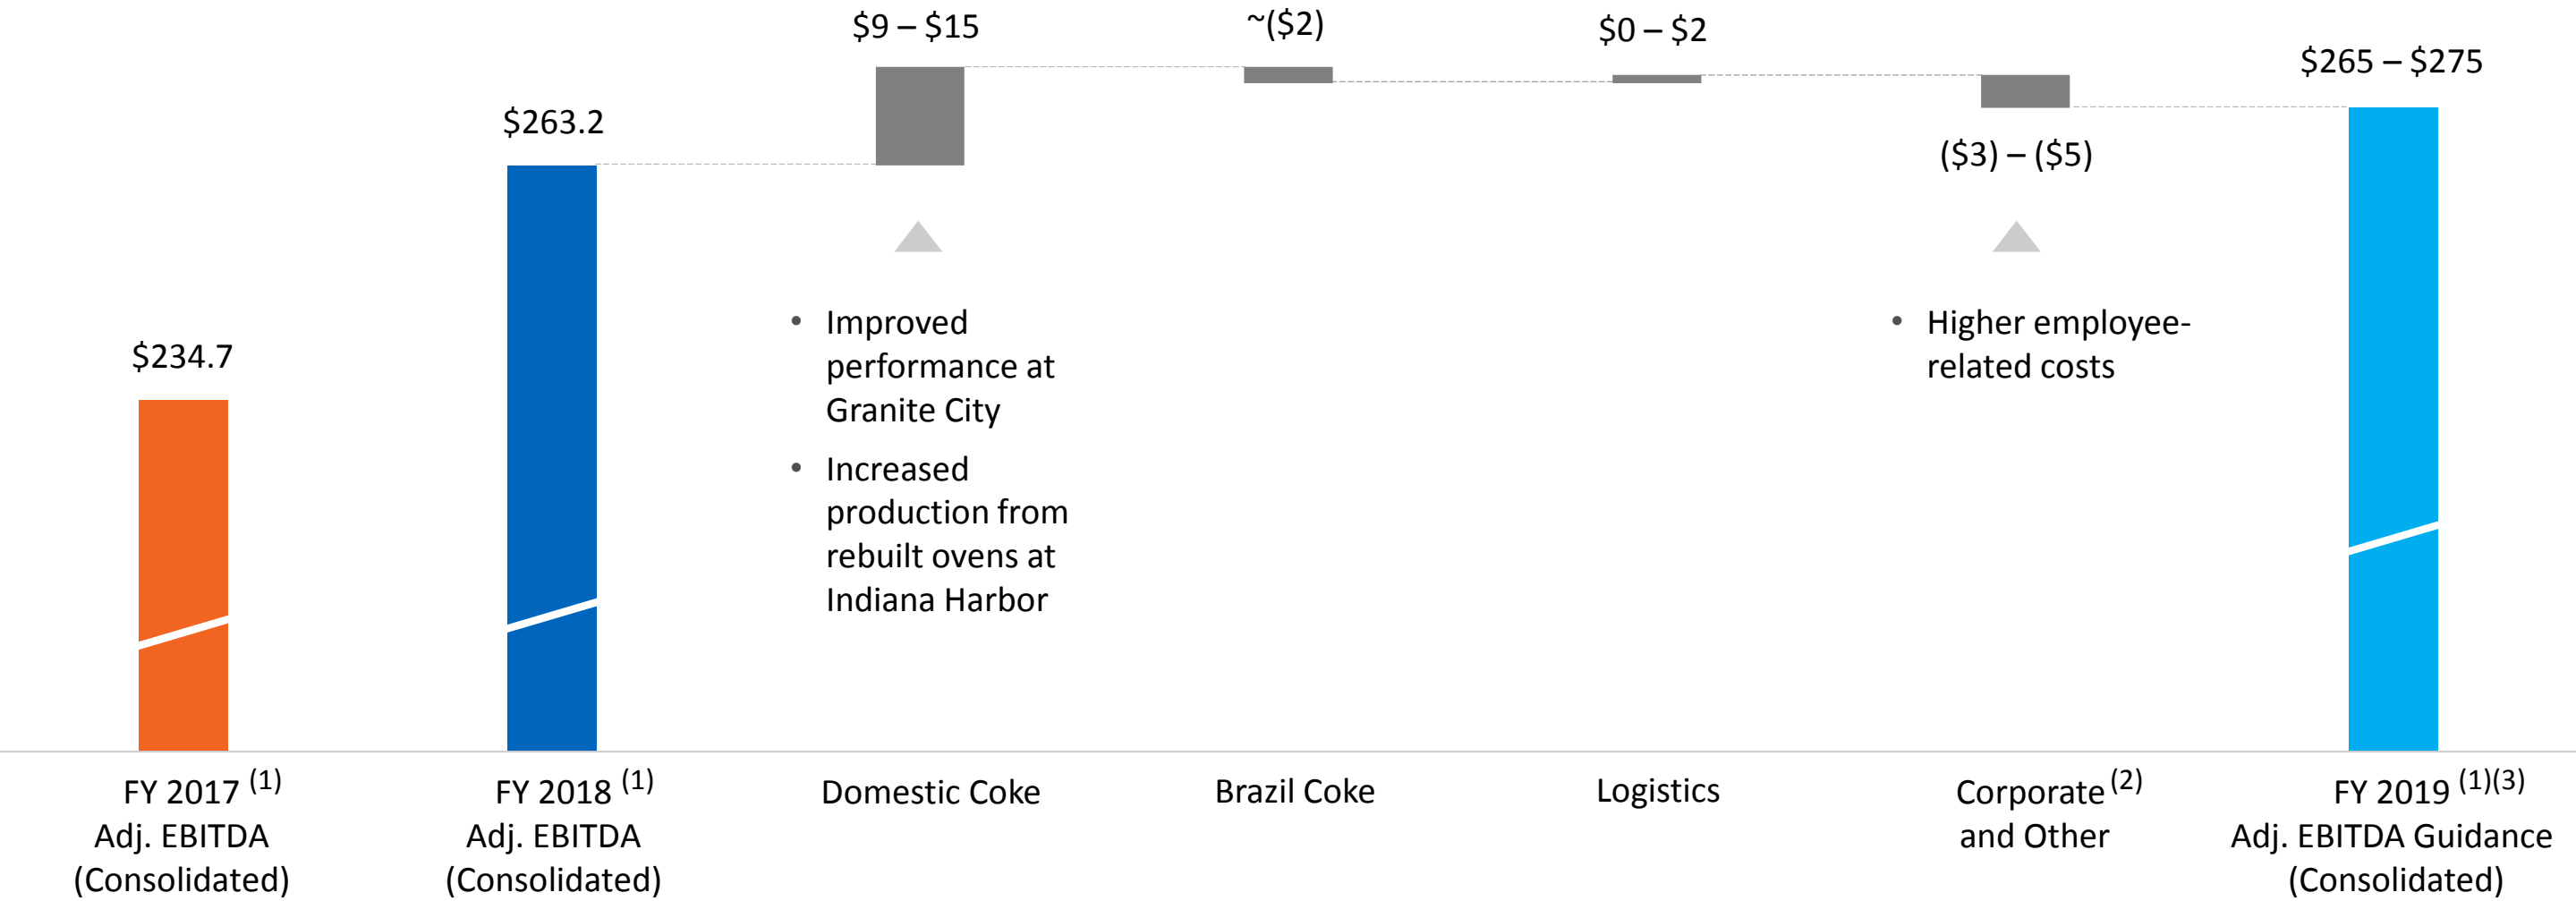 $9 – $15
~($2)
$0 – $2
$265 – $275
$263.2
($3) – ($5)
$234.7
• Improved
performance at
Granite City
• Increased
production from
rebuilt ovens at
Indiana Harbor
• Higher employee-
related costs
FY 2017 (1)
Adj. EBITDA
(Consolidated)
FY 2018 (1)
Adj. EBITDA
(Consolidated)
Domestic Coke
Brazil Coke
Logistics
Corporate (2)
and Other
FY 2019 (1)(3)
Adj. EBITDA Guidance
(Consolidated)